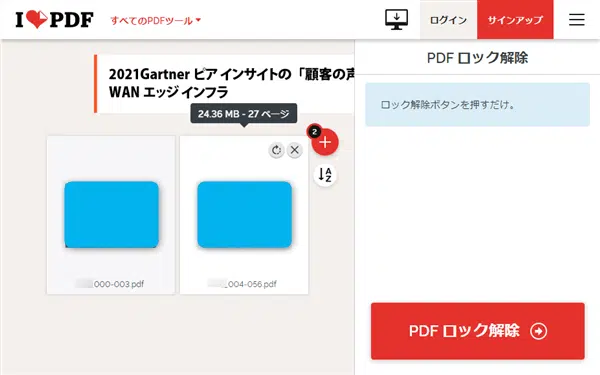 I PDF
すべてのPDFツール
ログイン
サインアップ
2021Gartner ピア インサイトの「顧客の声
WAN エッジ インフラ
24.36 MB - 27 ページ
2
A
Z
000-003.pdf
_004-056.pdf
PDF ロック解除
ロック解除ボタンを押すだけ。
PDF ロック解除